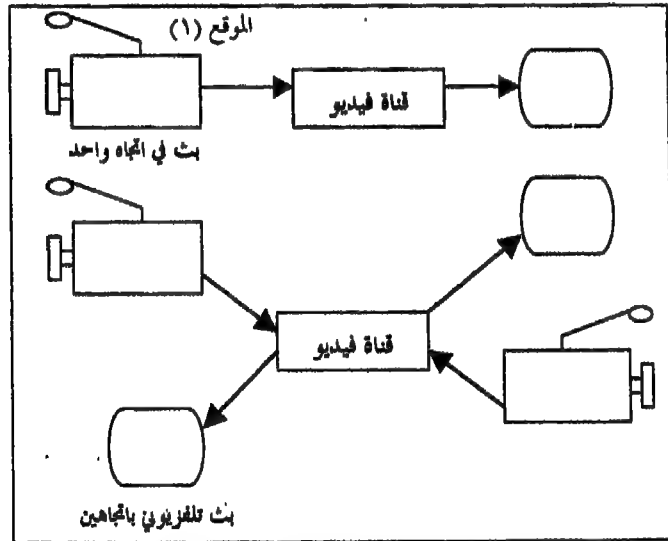 الموقع (١)
قناة فيديو
بث في اتجاه واحد
قناة فيديو
بث تلفزيوني باتجاهين